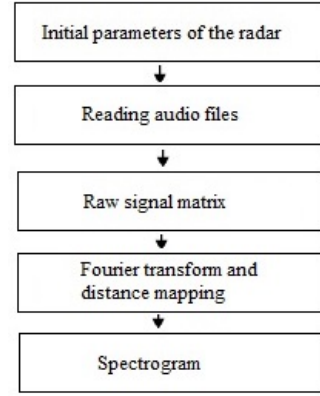 Initial parameters of the radar
Reading audio files
Raw signal matrix
Fourier transform and
distance mapping
Spectrogram